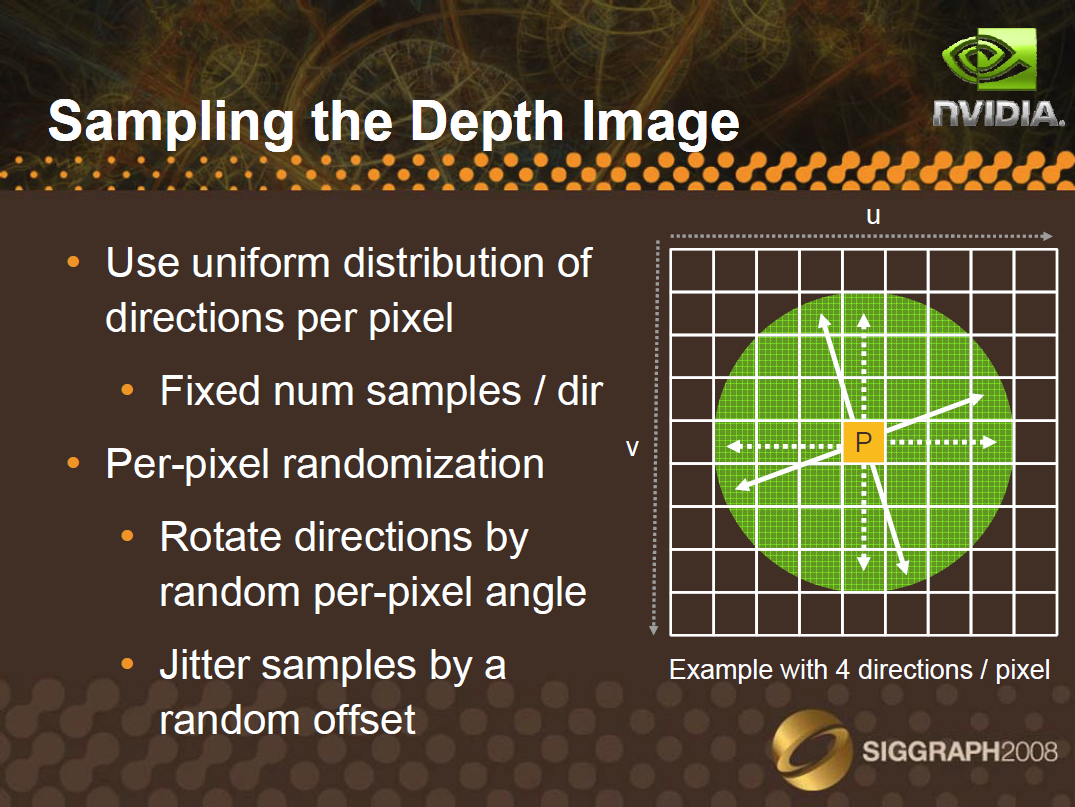 NVIDIA.
Sampling the Depth Image
• Use uniform distribution of
directions per pixel
• Fixed num samples / dir
• Per-pixel randomization
• Rotate directions by
random per-pixel angle
• Jitter samples by a
random offset
u
v
P
Example with 4 directions / pixel
SIGGRAPH2008